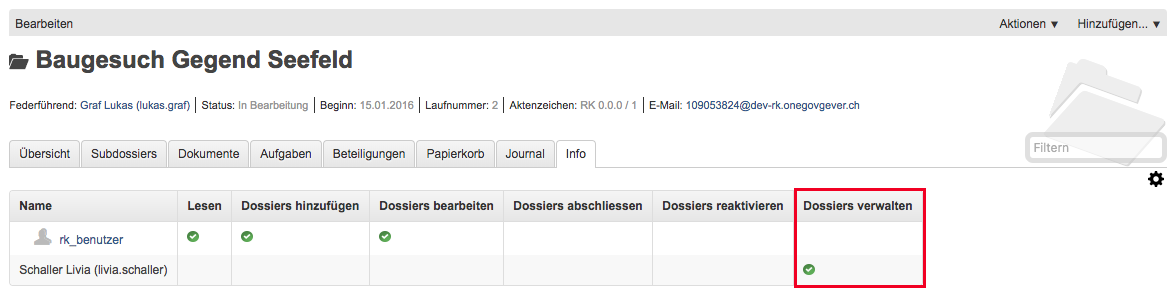 Bearbeiten Aktionen ▼ Hinzufügen... ▼
Baugesuch Gegend Seefeld
Federführend: Graf Lukas (lukas.graf) Status: In Bearbeitung Beginn: 15.01.2016 Laufnummer: 2 Aktenzeichen: RK 0.0.0 / 1 E-Mail: 109053824@dev-rk.onegovgever.ch
Filtern
Übersicht Subdossiers Dokumente Aufgaben Beteiligungen Papierkorb Journal Info
Name Lesen Dossiers hinzufügen Dossiers bearbeiten Dossiers abschliessen Dossiers reaktivieren Dossiers verwalten
rk_benutzer
Schaller Livia (livia.schaller)